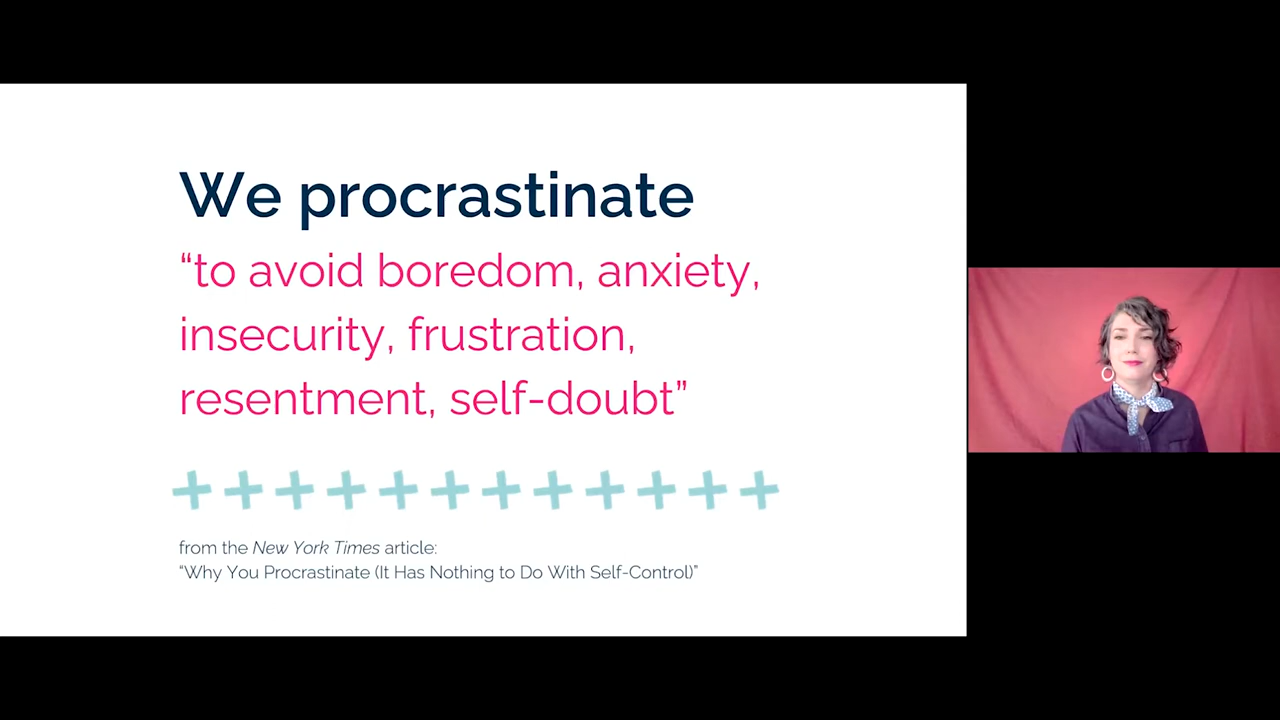 We procrastinate
“to avoid boredom, anxiety,
insecurity, frustration,
resentment, self-doubt”
from the New York Times article:
“Why You Procrastinate (It Has Nothing to Do With Self-Control)”